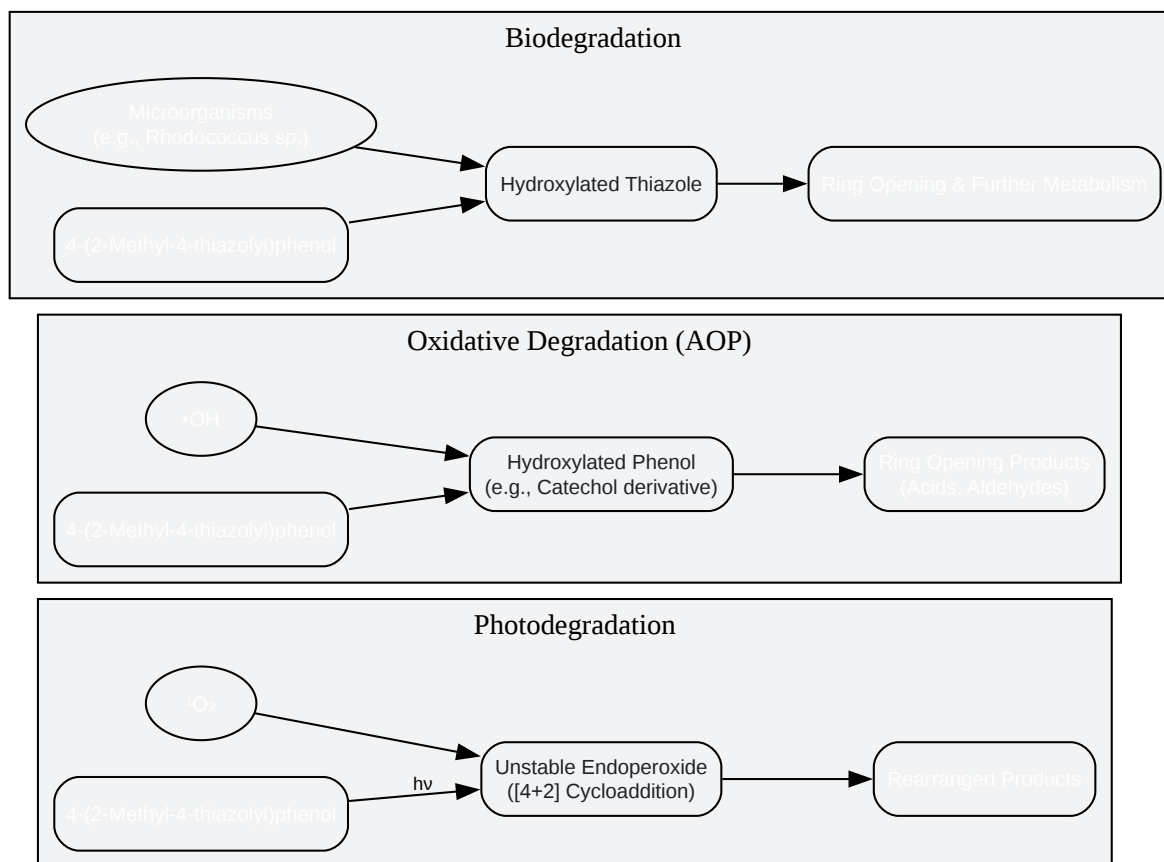 Biodegradation
Microorganisms
(e.g., Rhodococcus sp.)
4-(2-Methyl-4-thiazolyl)phenol
Hydroxylated Thiazole
Ring Opening & Further Metabolism
Oxidative Degradation (AOP)
•OH
4-(2-Methyl-4-thiazolyl)phenol
Hydroxylated Phenol
(e.g., Catechol derivative)
Ring Opening Products
(Acids, Aldehydes)
Photodegradation
¹O₂
4-(2-Methyl-4-thiazolyl)phenol
hν
Unstable Endoperoxide
([4+2] Cycloaddition)
Rearranged Products